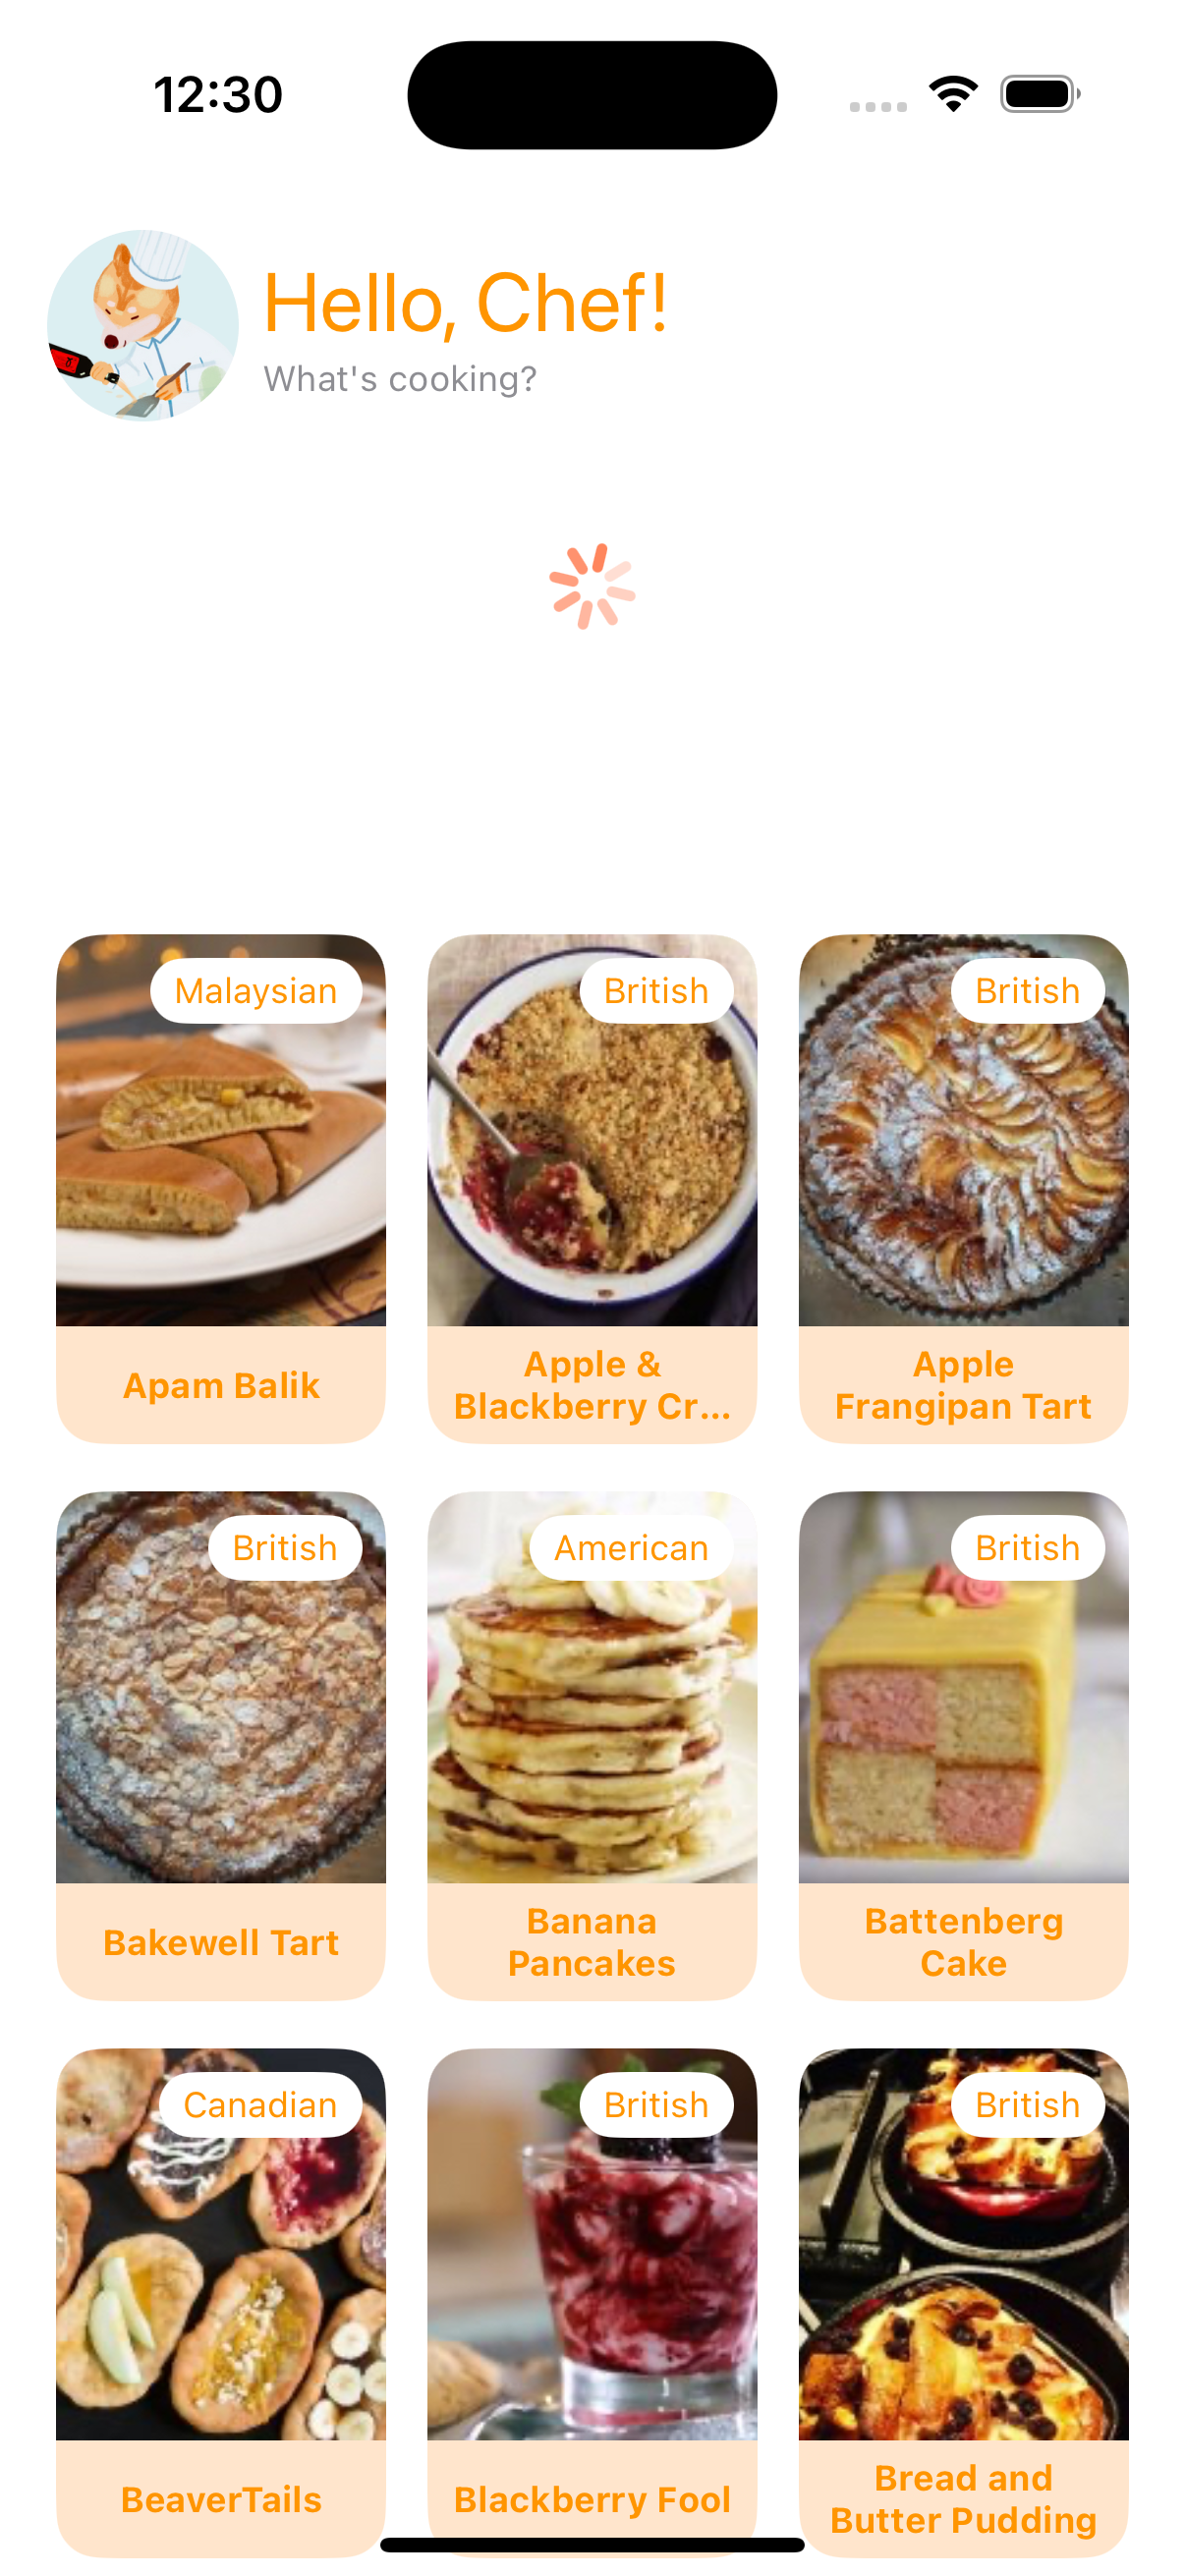 12:30
Hello, Chef!
What's cooking?
Malaysian
British
British
Apam Balik
Apple &
Blackberry Cr...
Apple
Frangipan Tart
British
American
British
Bakewell Tart
Banana
Pancakes
Battenberg
Cake
Canadian
British
British
BeaverTails
Blackberry Fool
Bread and
Butter Pudding